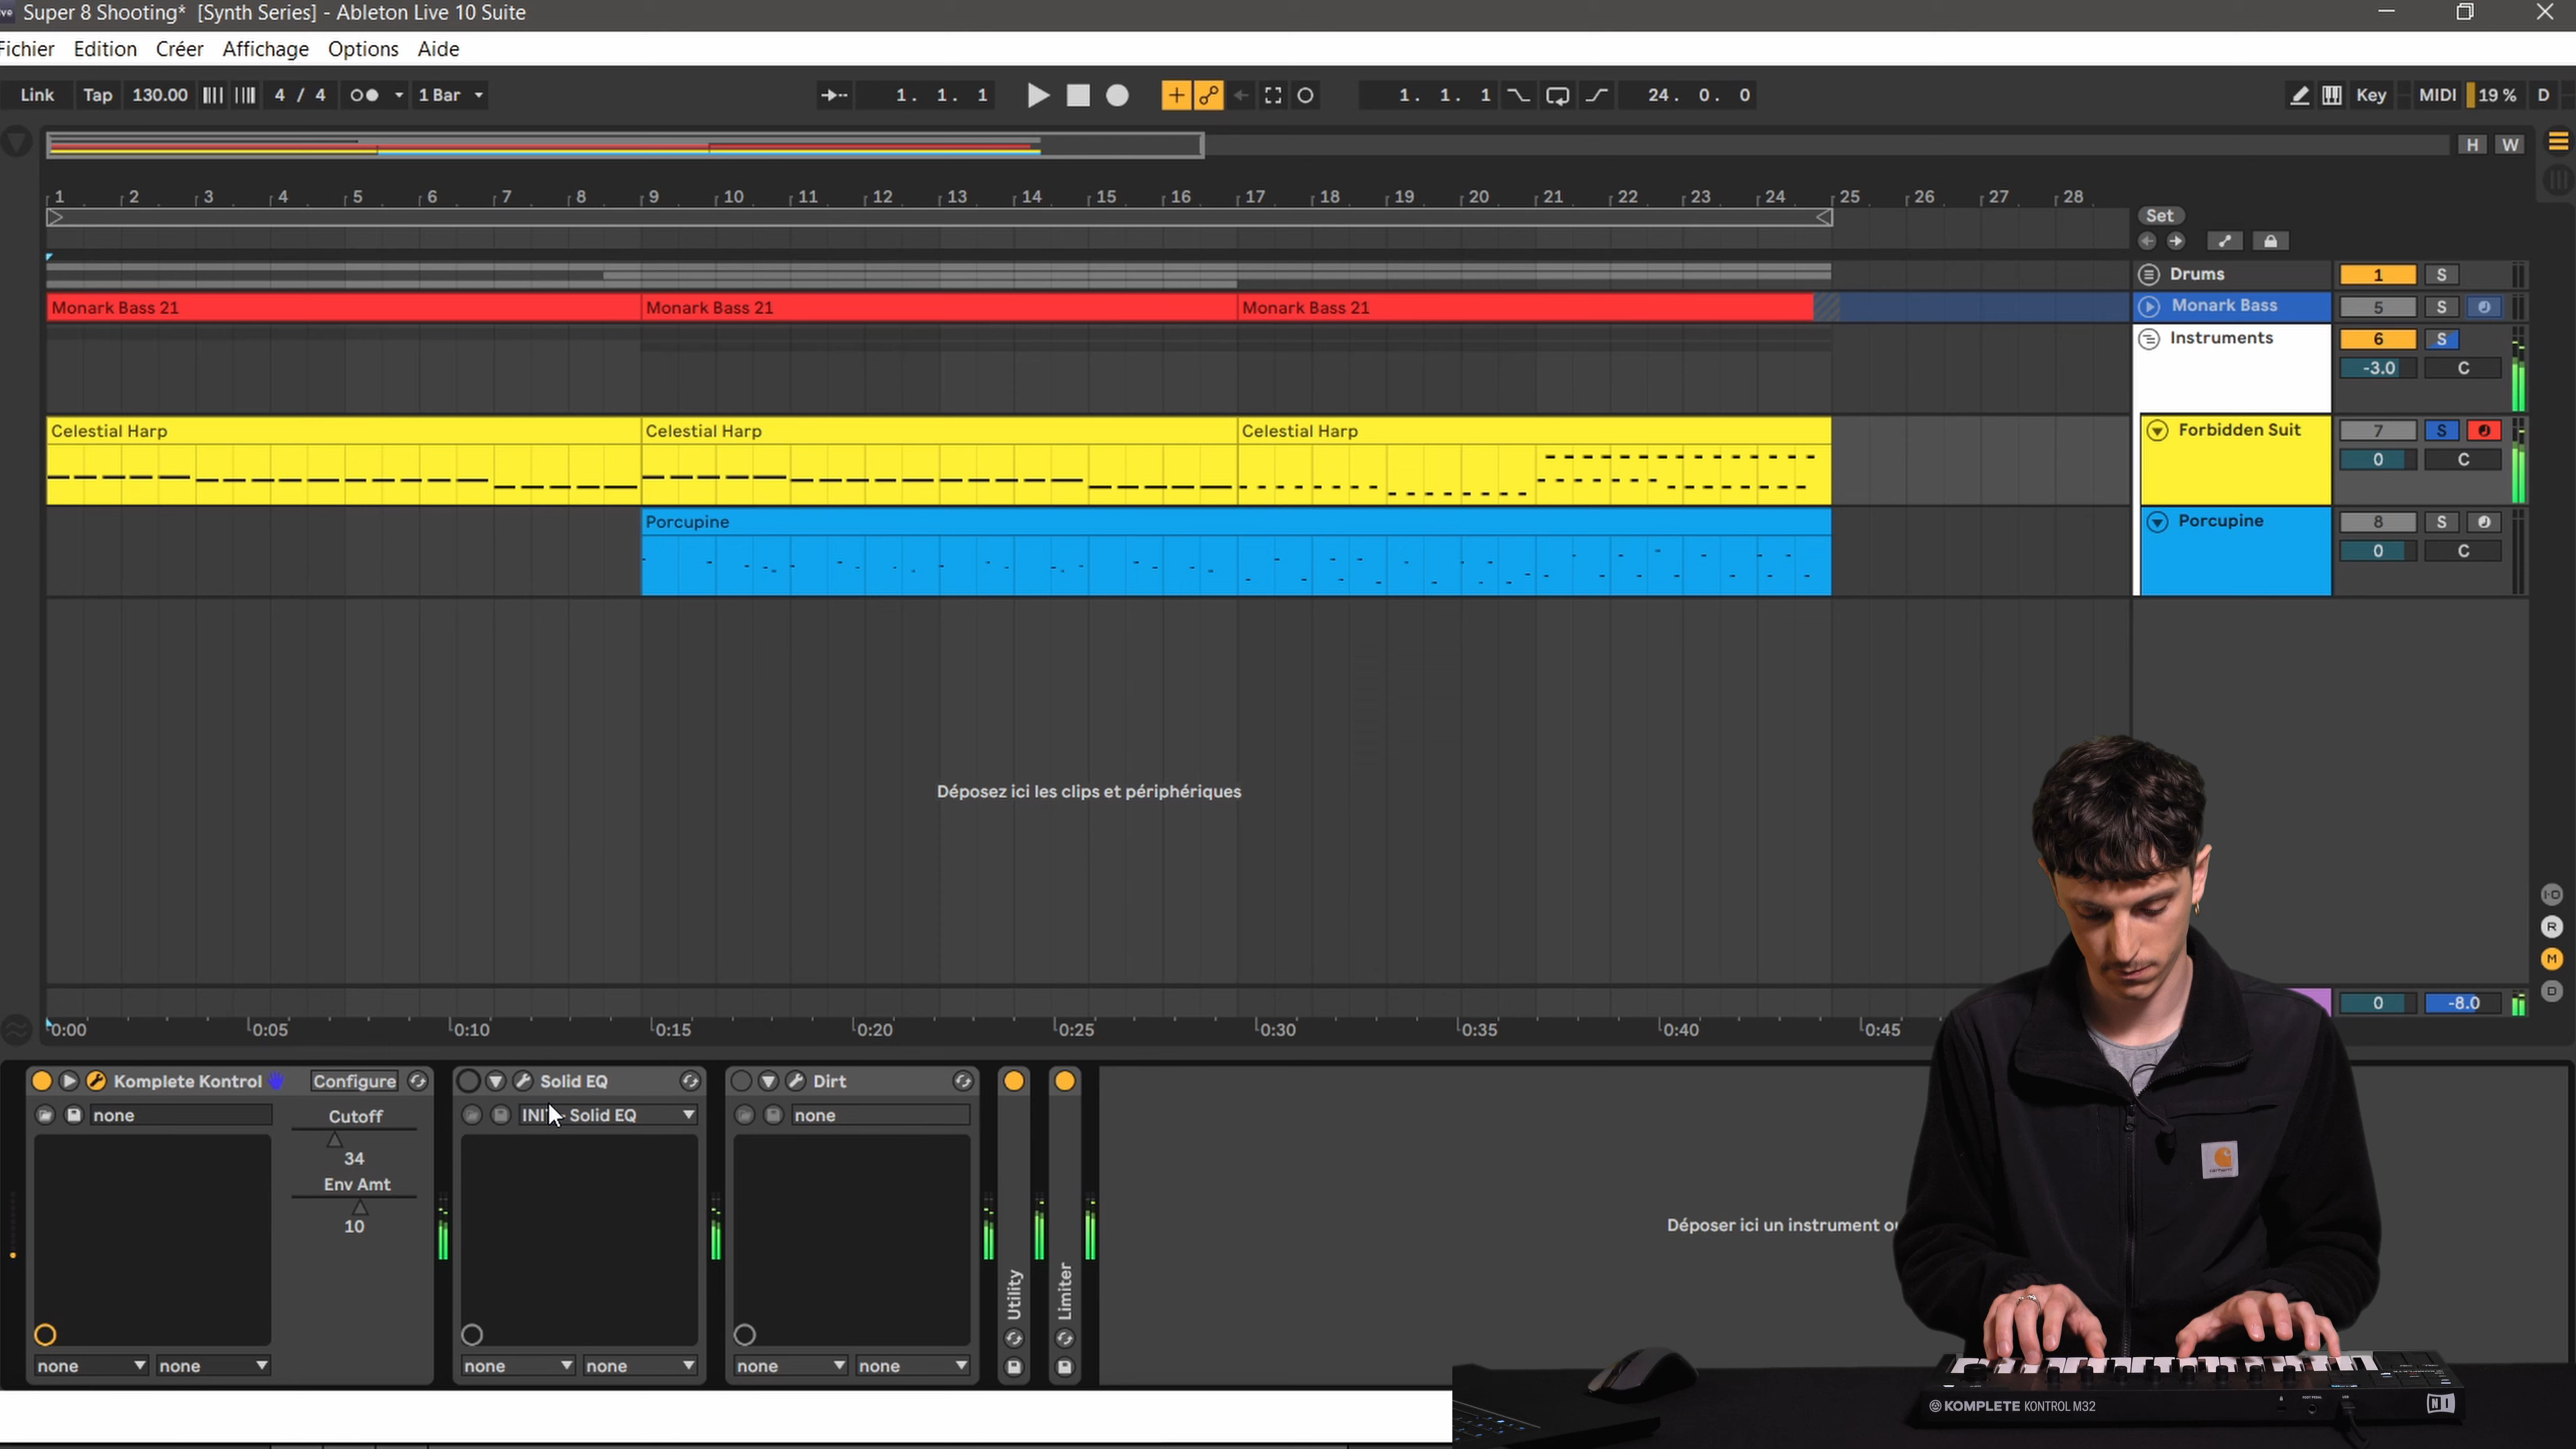 Super 8 Shooting* [Synth Series] - Ableton Live 10 Suite
Fichier Edition Créer Affichage Options Aide
Link Tap 130.00 4 / 4 1 Bar 1. 1. 1 1. 1. 1 24. 0. 0 Key MIDI 19 % D
H W
1 2 3 4 5 6 7 8 9 10 11 12 13 14 15 16 17 18 19 20 21 22 23 24 25 26 27 28
Set
Drums 1 S
Monark Bass 21 Monark Bass 21 Monark Bass 21 Monark Bass 5 S
Instruments 6 S
-3.0 C
Celestial Harp Celestial Harp Celestial Harp Forbidden Suit 7 S
0 C
Porcupine Porcupine 8 S
0 C
Déposez ici les clips et périphériques
I-O
R
M
D
0 -8.0
0:00 0:05 0:10 0:15 0:20 0:25 0:30 0:35 0:40 0:45
Komplete Kontrol Configure Solid EQ Dirt
none Cutoff Solid EQ none
34
Env Amt
10
Déposer ici un instrument
Utility Limiter
none none none none none none
KOMPLETE KONTROL M32
NI